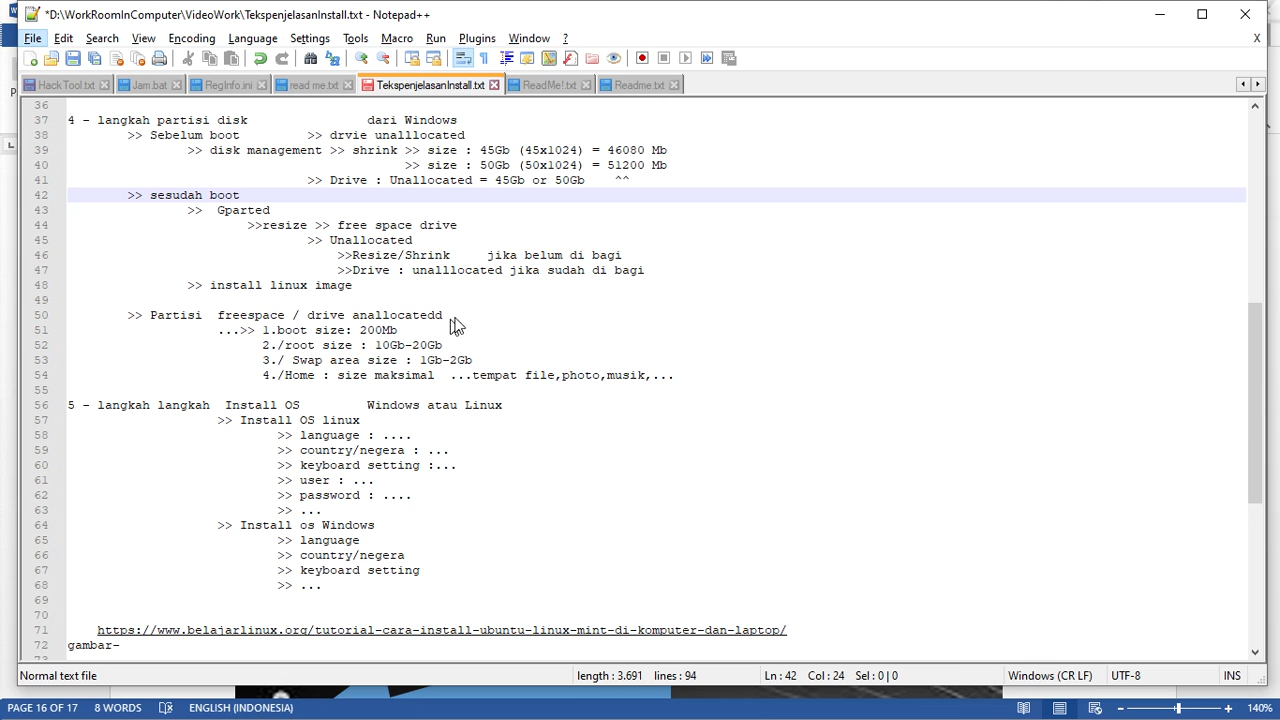 *D:\WorkRoomInComputer\VideoWork\TekspenjelasanInstall.txt - Notepad++
File Edit Search View Encoding Language Settings Tools Macro Run Plugins Window ? X
Hack Tool.txt Jam.bat RegInfo.ini read me.txt TekspenjelasanInstall.txt ReadMe!.txt Readme.txt
36
37 4 - langkah partisi disk dari Windows
38 >> Sebelum boot >> drvie unalllocated
39 >> disk management >> shrink >> size : 45Gb (45x1024) = 46080 Mb
40 >> size : 50Gb (50x1024) = 51200 Mb
41 >> Drive : Unallocated = 45Gb or 50Gb ^^
42 >> sesudah boot
43 >> Gparted
44 >>resize >> free space drive
45 >> Unallocated
46 >>Resize/Shrink jika belum di bagi
47 >>Drive : unalllocated jika sudah di bagi
48 >> install linux image
49
50 >> Partisi freespace / drive anallocatedd
51 ...>> 1.boot size: 200Mb
52 2./root size : 10Gb-20Gb
53 3./ Swap area size : 1Gb-2Gb
54 4./Home : size maksimal ...tempat file,photo,musik,...
55
56 5 - langkah langkah Install OS Windows atau Linux
57 >> Install OS linux
58 >> language : ....
59 >> country/negera : ...
60 >> keyboard setting :...
61 >> user : ...
62 >> password : ....
63 >> ...
64 >> Install os Windows
65 >> language
66 >> country/negera
67 >> keyboard setting
68 >> ...
69
70
71 https://www.belajarlinux.org/tutorial-cara-install-ubuntu-linux-mint-di-komputer-dan-laptop/
72 gambar-
73
Normal text file length : 3.691 lines : 94 Ln : 42 Col : 24 Sel : 0 | 0 Windows (CR LF) UTF-8 INS
PAGE 16 OF 17 8 WORDS ENGLISH (INDONESIA) 140%